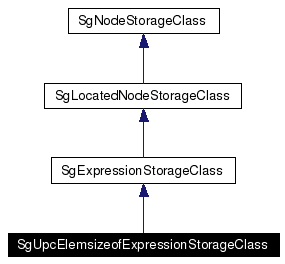 SgNodeStorageClass
SgLocatedNodeStorageClass
SgExpressionStorageClass
SgUpcElemsizeofExpressionStorageClass